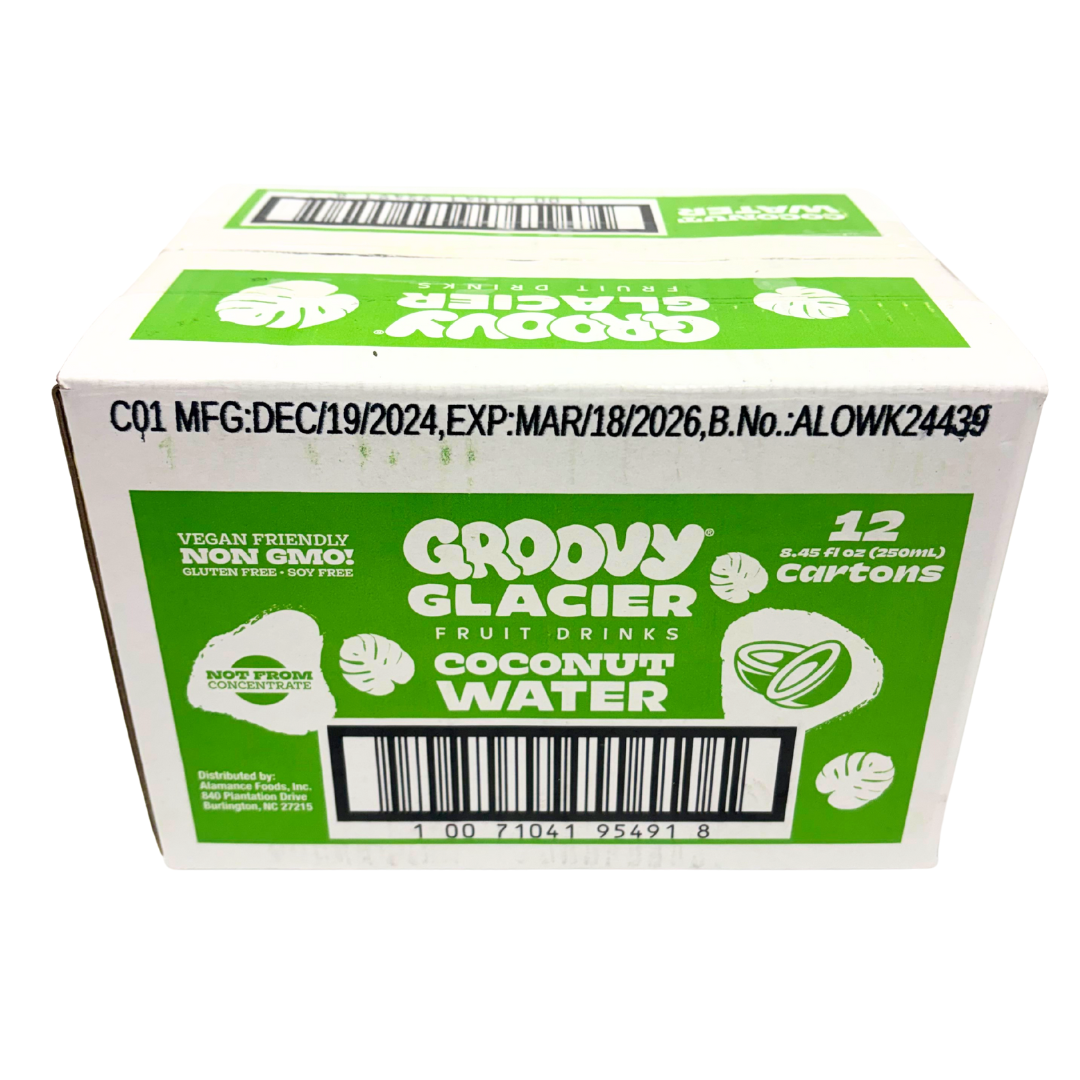 COCONUT
WATER
GROOVY®
GLACIER
FRUIT DRINKS
C01 MFG:DEC/19/2024,EXP:MAR/18/2026,B.No.:ALOWK24439
VEGAN FRIENDLY
NON GMO!
GLUTEN FREE • SOY FREE
GROOVY®
GLACIER
FRUIT DRINKS
COCONUT
WATER
12
8.45 fl oz (250mL)
cartons
NOT FROM
CONCENTRATE
Distributed by:
Alamance Foods, Inc.
840 Plantation Drive
Burlington, NC 27215
1 00 71041 95491 8